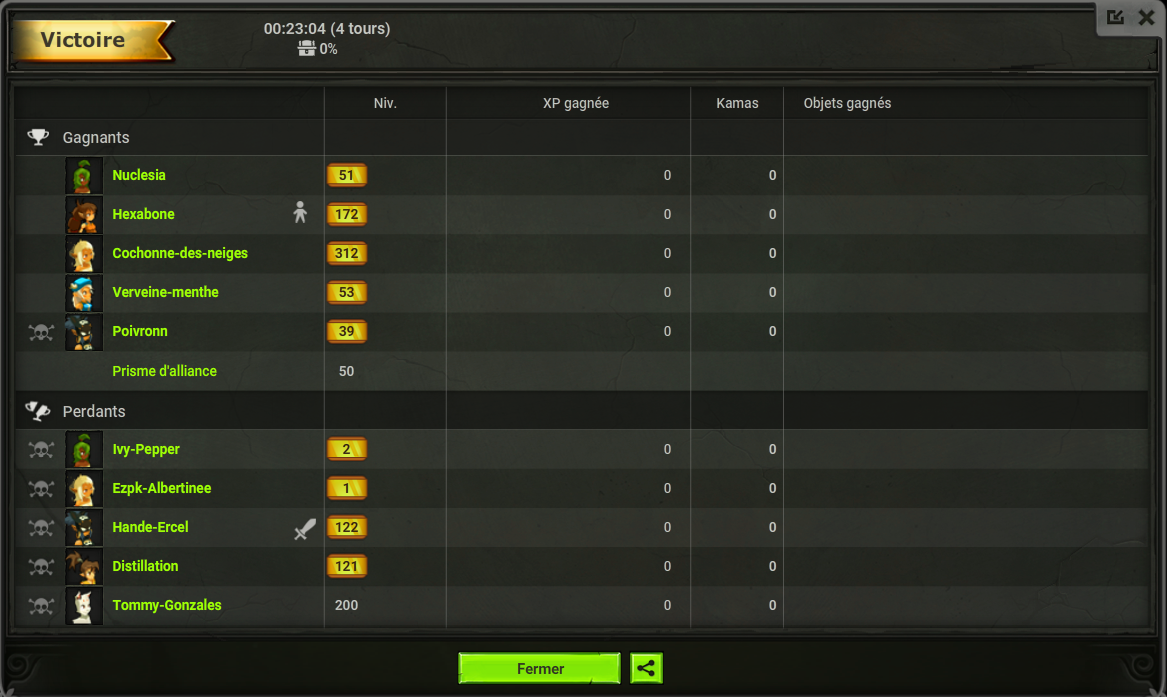 Victoire
00:23:04 (4 tours)
0%
Niv. XP gagnée Kamas Objets gagnés
Gagnants
Nuclesia 51 0 0
Hexabone 172 0 0
Cochonne-des-neiges 312 0 0
Verveine-menthe 53 0 0
Poivronn 39 0 0
Prisme d'alliance 50
Perdants
Ivy-Pepper 2 0 0
Ezpk-Albertinee 1 0 0
Hande-Ercel 122 0 0
Distillation 121 0 0
Tommy-Gonzales 200 0 0
Fermer